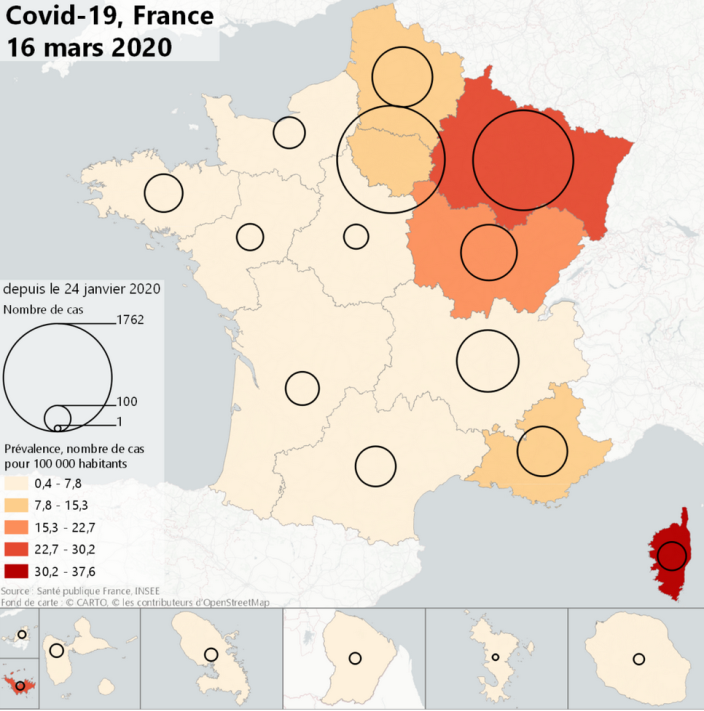 Covid-19, France
16 mars 2020
depuis le 24 janvier 2020
Nombre de cas
1762
100
1
Prévalence, nombre de cas
pour 100 000 habitants
0,4 - 7,8
7,8 - 15,3
15,3 - 22,7
22,7 - 30,2
30,2 - 37,6
Source : Santé publique France, INSEE
Fond de carte : © CARTO, © les contributeurs d'OpenStreetMap